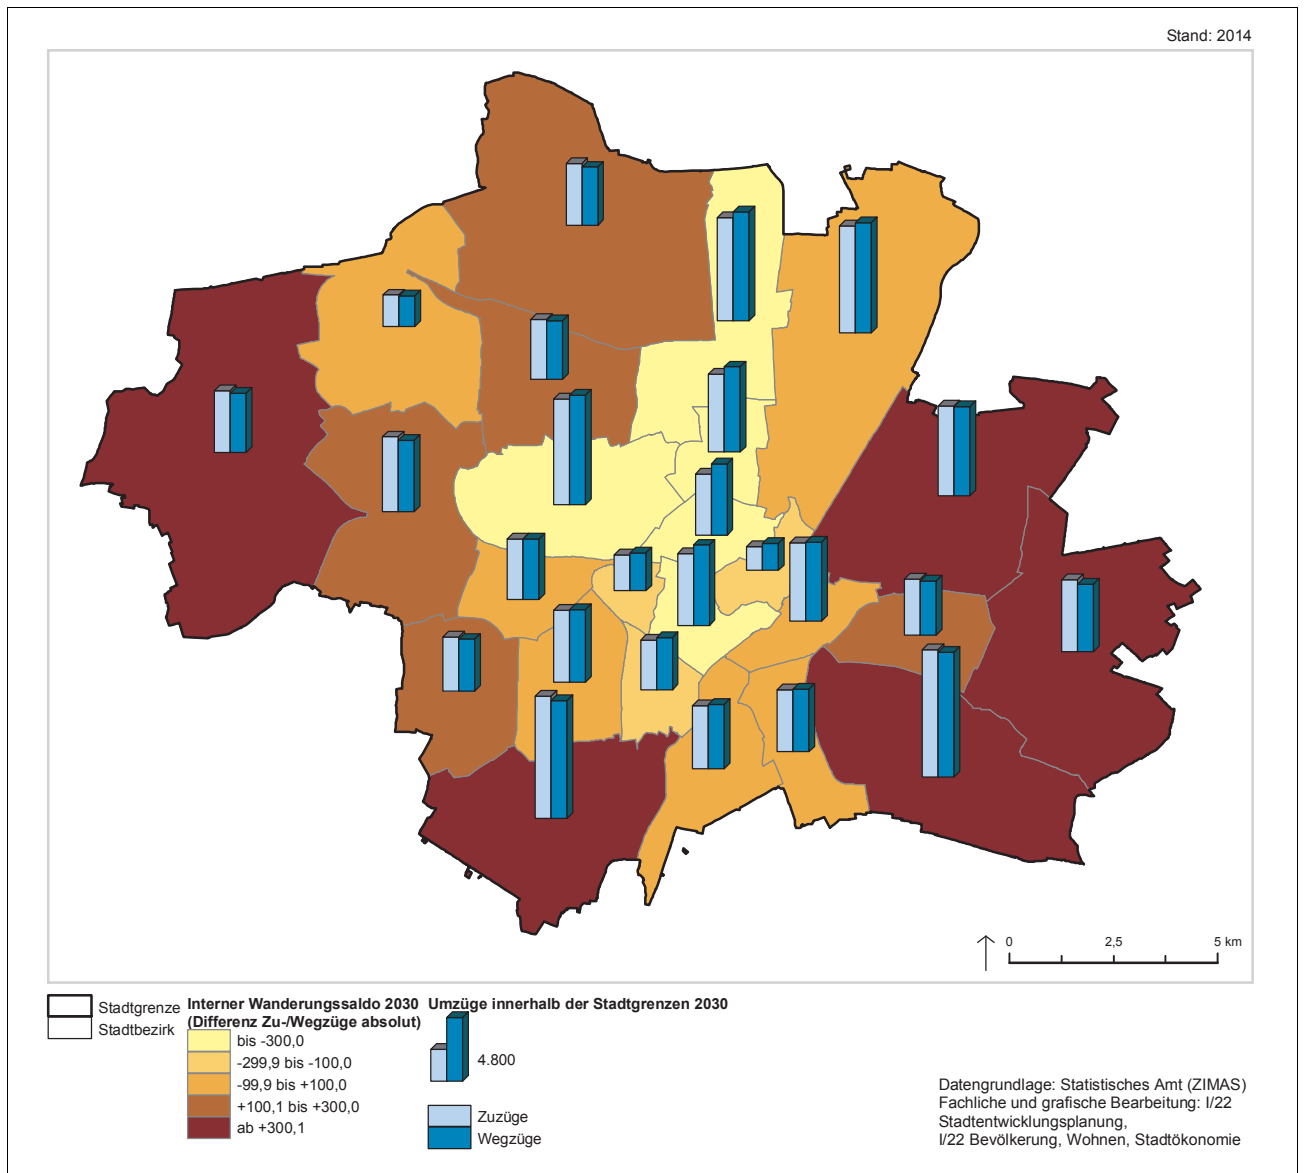 Stand: 2014
0 2,5 5 km
Stadtgrenze
Stadtbezirk
Interner Wanderungssaldo 2030
(Differenz Zu-/Wegzüge absolut)
bis -300,0
-299,9 bis -100,0
-99,9 bis +100,0
+100,1 bis +300,0
ab +300,1
Umzüge innerhalb der Stadtgrenzen 2030
4.800
Zuzüge
Wegzüge
Datengrundlage: Statistisches Amt (ZIMAS)
Fachliche und grafische Bearbeitung: I/22
Stadtentwicklungsplanung,
I/22 Bevölkerung, Wohnen, Stadtökonomie